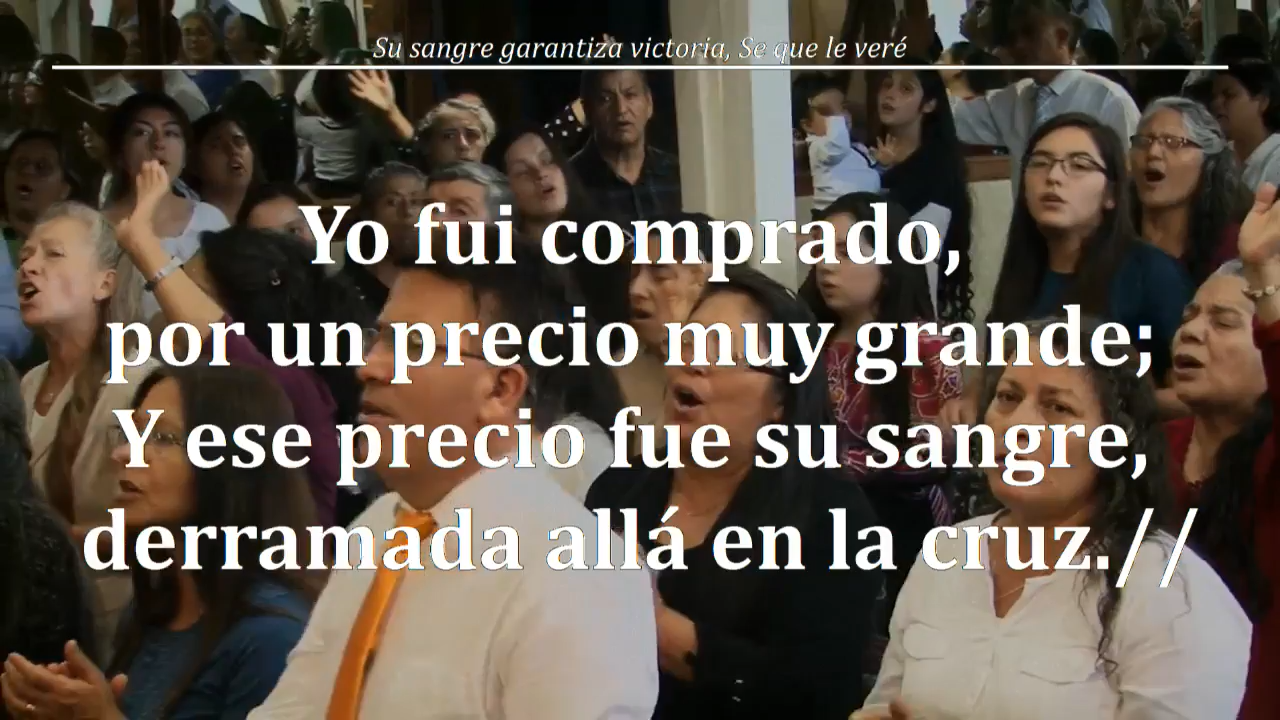 Su sangre garantiza victoria, Se que le veré
Yo fui comprado,
por un precio muy grande;
Y ese precio fue su sangre,
derramada allá en la cruz.//